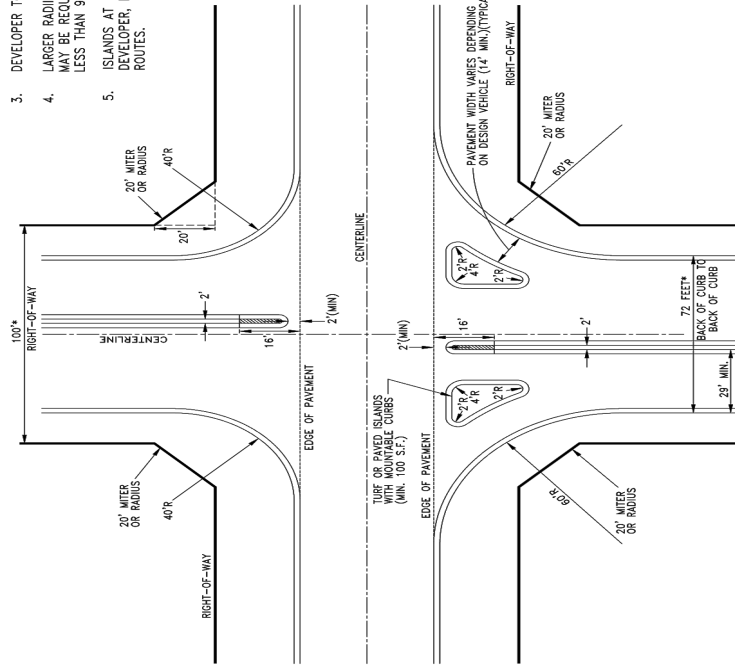 3. DEVELOPER T
4. LARGER RADII
MAY BE REQU
LESS THAN 9
5. ISLANDS AT
DEVELOPER,
ROUTES.
100'*
RIGHT-OF-WAY
20' MITER
OR RADIUS
40'R
20'
2'
CENTERLINE
16'
20' MITER
OR RADIUS
40'R
RIGHT-OF-WAY
2'(MIN)
EDGE OF PAVEMENT
CENTERLINE
2'(MIN)
16'
TURF OR PAVED ISLANDS
WITH MOUNTABLE CURBS
(MIN. 100 S.F.)
EDGE OF PAVEMENT
2'R
4'R
2'R
2'R
4'R
2'R
PAVEMENT WIDTH VARIES DEPENDING
ON DESIGN VEHICLE (14' MIN.)(TYPICA
RIGHT-OF-WAY
20' MITER
OR RADIUS
60'R
60'R
20' MITER
OR RADIUS
2'
72 FEET*
BACK OF CURB TO
BACK OF CURB
29' MIN.